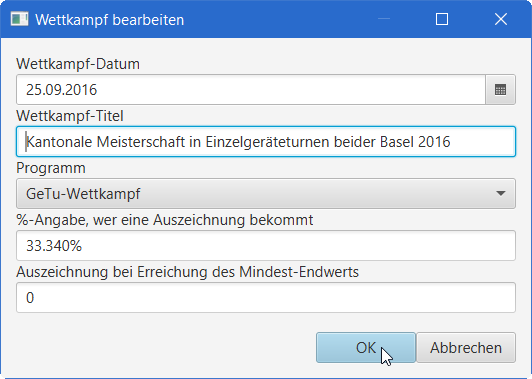 Wettkampf bearbeiten
Wettkampf-Datum
25.09.2016
Wettkampf-Titel
Kantonale Meisterschaft in Einzelgeräteturnen beider Basel 2016
Programm
GeTu-Wettkampf
%-Angabe, wer eine Auszeichnung bekommt
33.340%
Auszeichnung bei Erreichung des Mindest-Endwerts
0
OK Abbrechen